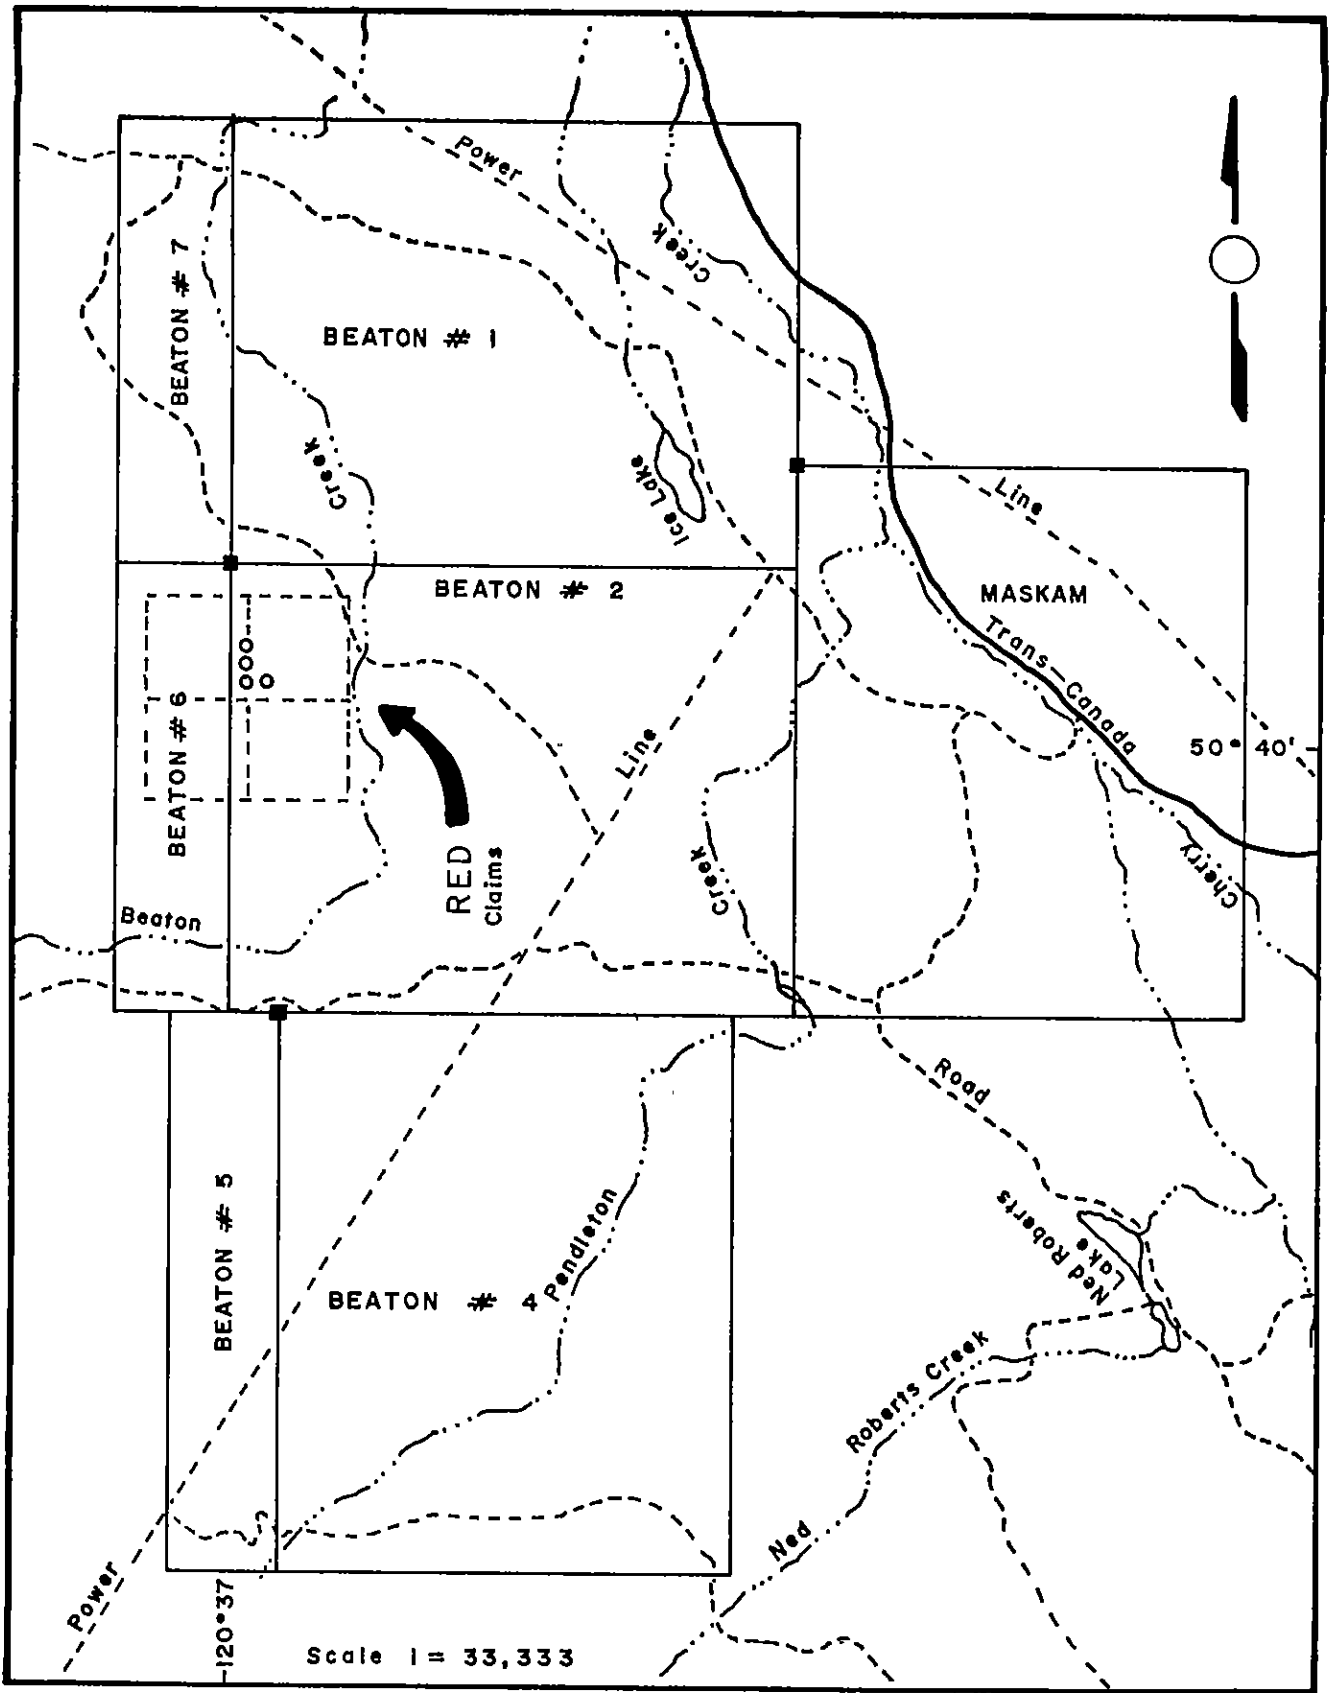 Power
Creek
BEATON # 7
BEATON # 1
Creek
Ice Lake
Line
BEATON # 2
MASKAM
Trans-Canada
BEATON # 6
Line
50° 40'
RED
Claims
Creek
Cherry
Beaton
Road
BEATON # 5
Pendleton
Ned Roberts
Lake
BEATON # 4
Roberts Creek
Ned
Power
120°37
Scale 1 = 33,333